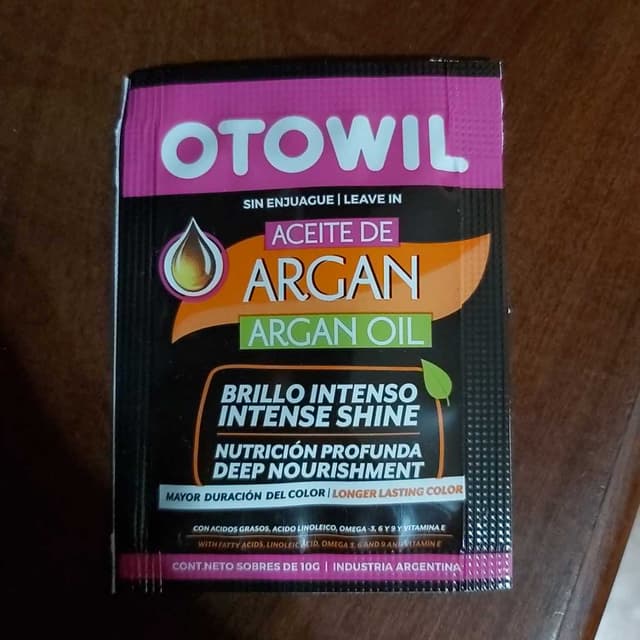 OTOWIL
SIN ENJUAGUE | LEAVE IN
ACEITE DE
ARGAN
ARGAN OIL
BRILLO INTENSO
INTENSE SHINE
NUTRICIÓN PROFUNDA
DEEP NOURISHMENT
MAYOR DURACIÓN DEL COLOR | LONGER LASTING COLOR
CON ACIDOS GRASOS, ACIDO LINOLEICO, OMEGA -3, 6 Y 9 Y VITAMINA E
WITH FATTY ACIDS, LINOLEIC ACID, OMEGA 3, 6 AND 9 AND VITAMIN E
CONT.NETO SOBRES DE 10G | INDUSTRIA ARGENTINA